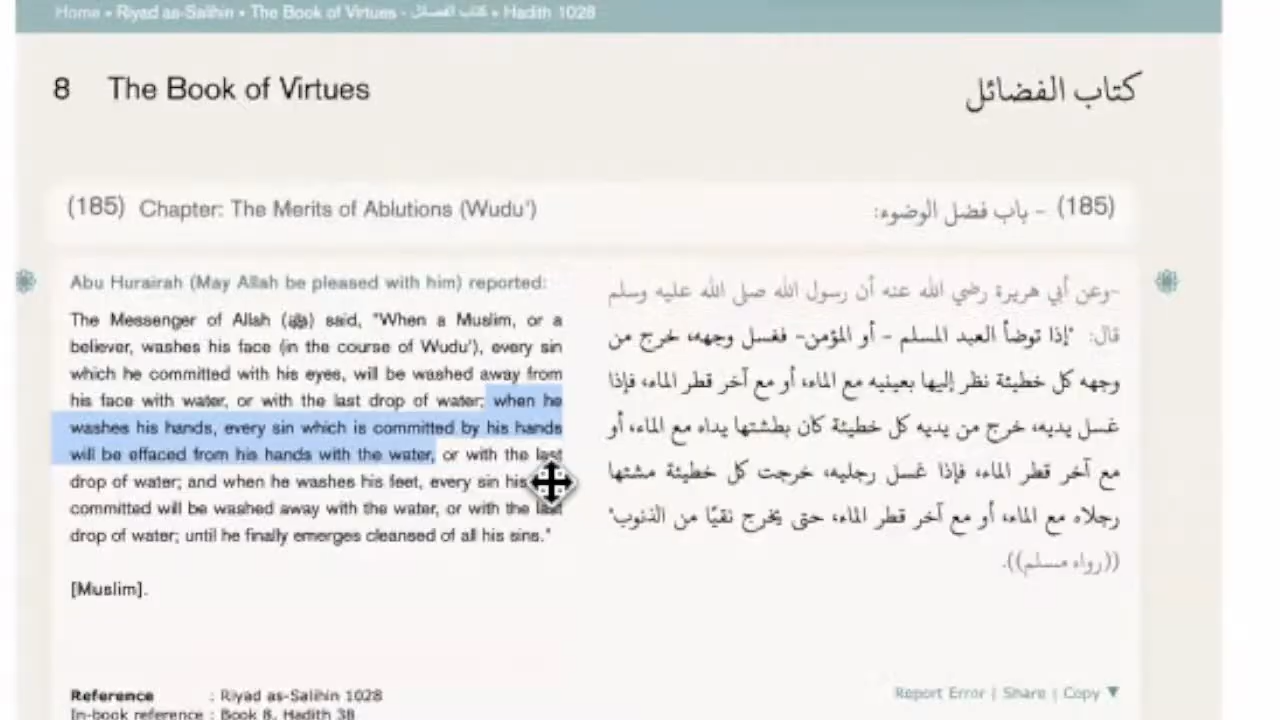 Home » Riyad as-Salihin » The Book of Virtues - كتاب الفضائل » Hadith 1028
8 The Book of Virtues
كتاب الفضائل
(185) Chapter: The Merits of Ablutions (Wudu')
(185) - باب فضل الوضوء:
Abu Hurairah (May Allah be pleased with him) reported:
The Messenger of Allah (ﷺ) said, "When a Muslim, or a
believer, washes his face (in the course of Wudu'), every sin
which he committed with his eyes, will be washed away from
his face with water, or with the last drop of water; when he
washes his hands, every sin which is committed by his hands
will be effaced from his hands with the water, or with the last
drop of water; and when he washes his feet, every sin his
committed will be washed away with the water, or with the last
drop of water; until he finally emerges cleansed of all his sins."
[Muslim].
-وعن أبي هريرة رضي الله عنه أن رسول الله صلى الله عليه وسلم
قال: "إذا توضأ العبد المسلم - أو المؤمن- فغسل وجهه، خرج من
وجهه كل خطيئة نظر إليها بعينيه مع الماء، أو مع آخر قطر الماء، فإذا
غسل يديه، خرج من يديه كل خطيئة كان بطشتها يداه مع الماء، أو
مع آخر قطر الماء، فإذا غسل رجليه، خرجت كل خطيئة مشتها
رجلاه مع الماء، أو مع آخر قطر الماء، حتى يخرج نقيًا من الذنوب"
((رواه مسلم)).
Reference : Riyad as-Salihin 1028
In-book reference : Book 8, Hadith 38
Report Error | Share | Copy ▼